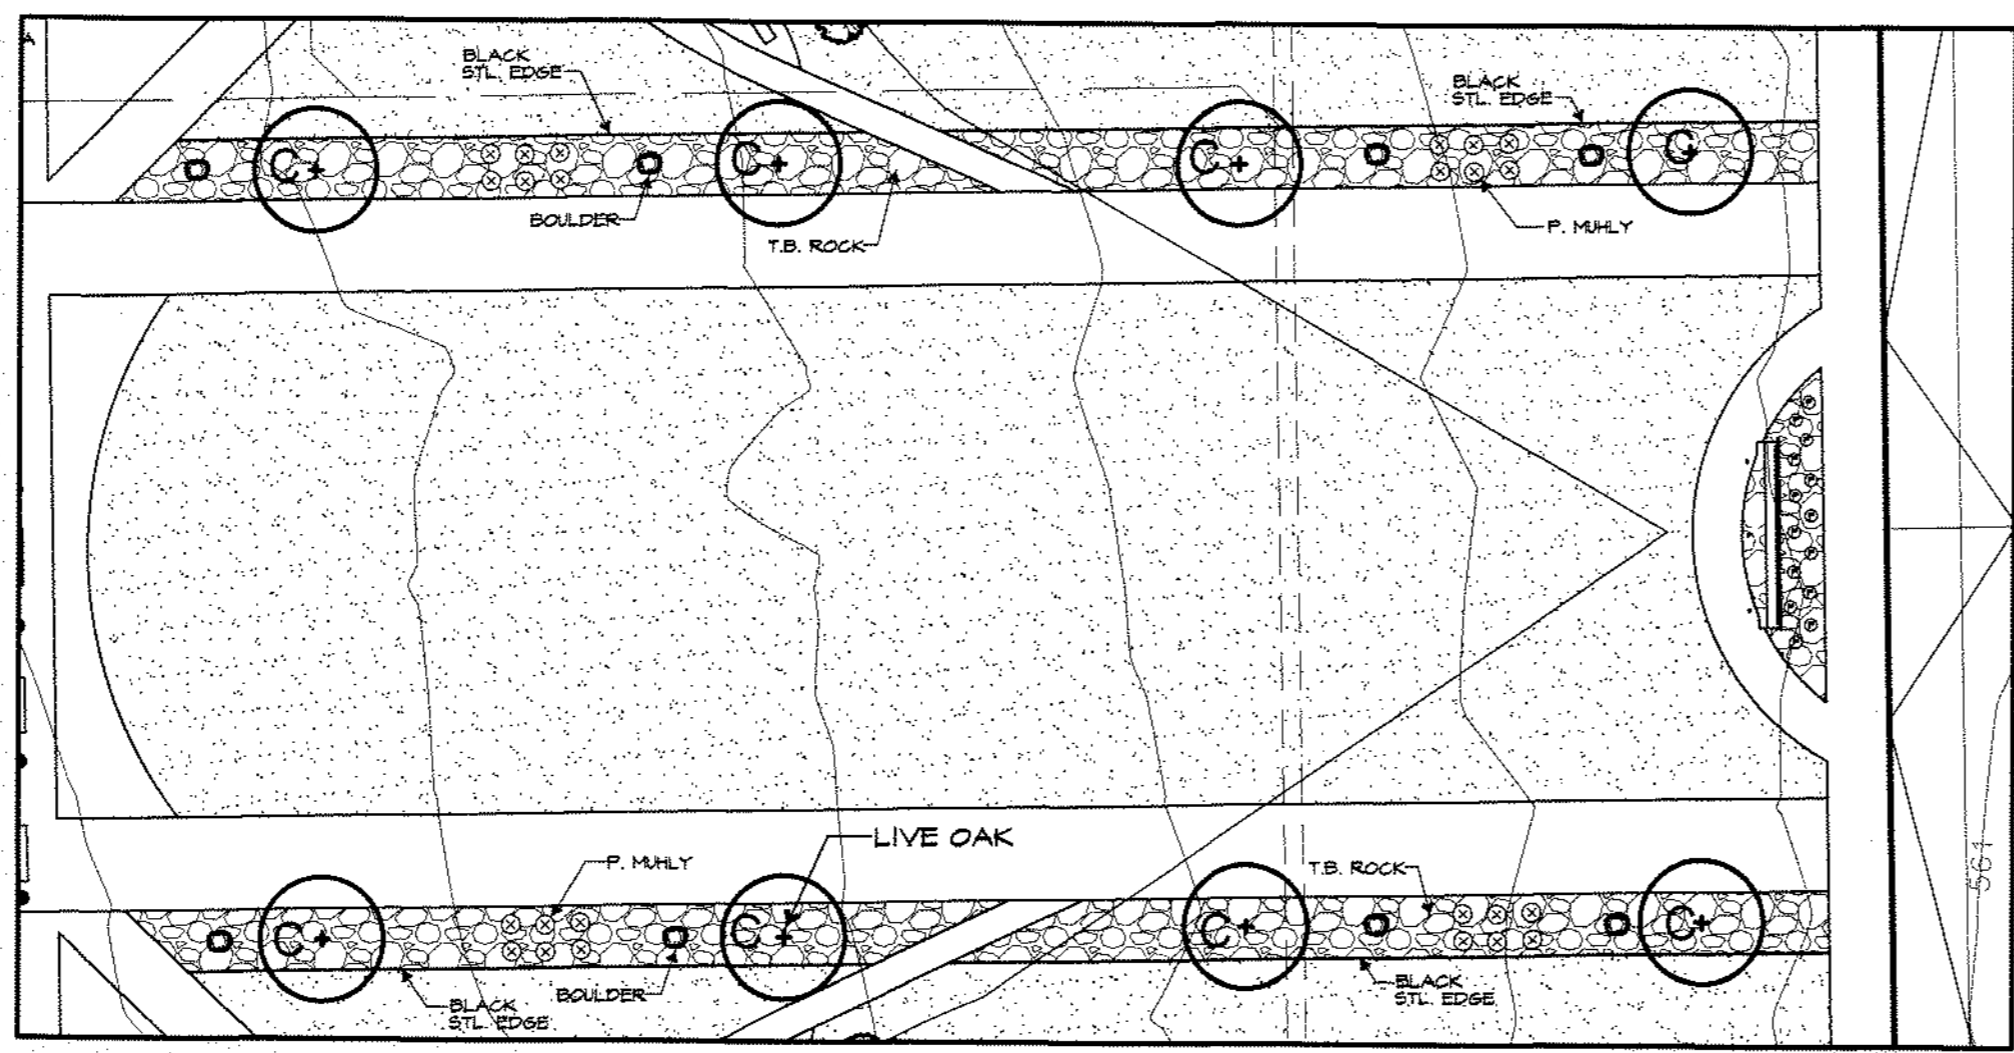 A
BLACK
STL. EDGE
BLACK
STL. EDGE
C
C
C
C
BOULDER
T.B. ROCK
P. MUHLY
LIVE OAK
P. MUHLY
T.B. ROCK
561
C
C
C
C
BLACK
STL. EDGE
BOULDER
BLACK
STL. EDGE